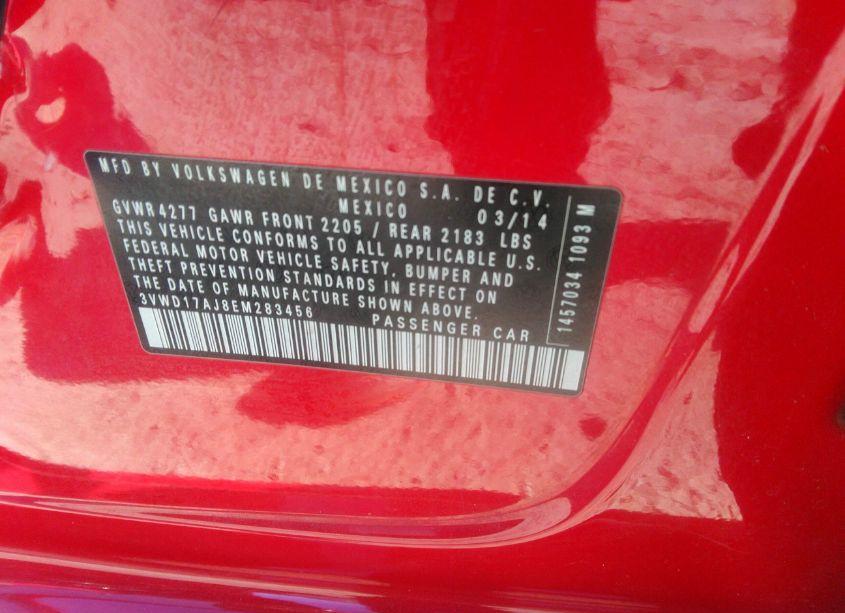 MFD BY VOLKSWAGEN DE MEXICO S.A. DE C.V.
MEXICO 03/14
GVWR4277 GAWR FRONT 2205 / REAR 2183 LBS
THIS VEHICLE CONFORMS TO ALL APPLICABLE U.S.
FEDERAL MOTOR VEHICLE SAFETY, BUMPER AND
THEFT PREVENTION STANDARDS IN EFFECT ON
THE DATE OF MANUFACTURE SHOWN ABOVE.
3VWD17AJ8EM283456 PASSENGER CAR
1457034 1093 M